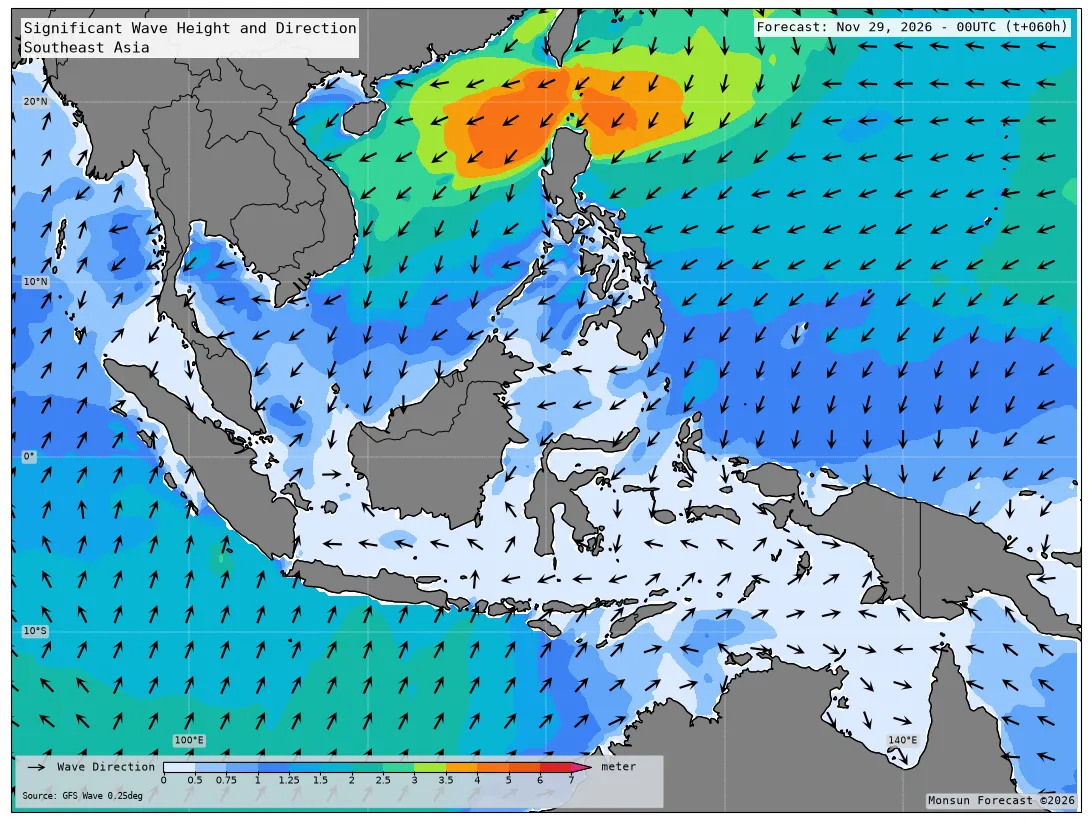 Significant Wave Height and Direction
Southeast Asia
Forecast: Nov 29, 2026 - 00UTC (t+060h)
20°N
10°N
0°
10°S
100°E
140°E
Wave Direction
meter
0 0.5 0.75 1 1.25 1.5 2 2.5 3 3.5 4 5 6 7
Source: GFS Wave 0.25deg
Monsun Forecast ©2026